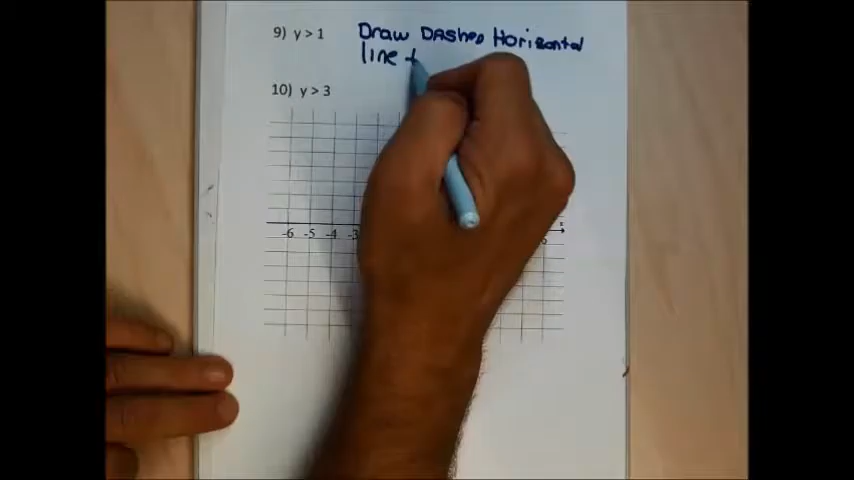 9) y > 1 Draw Dashed Horizontal
line
10) y > 3
-6 -5 -4 -3
x